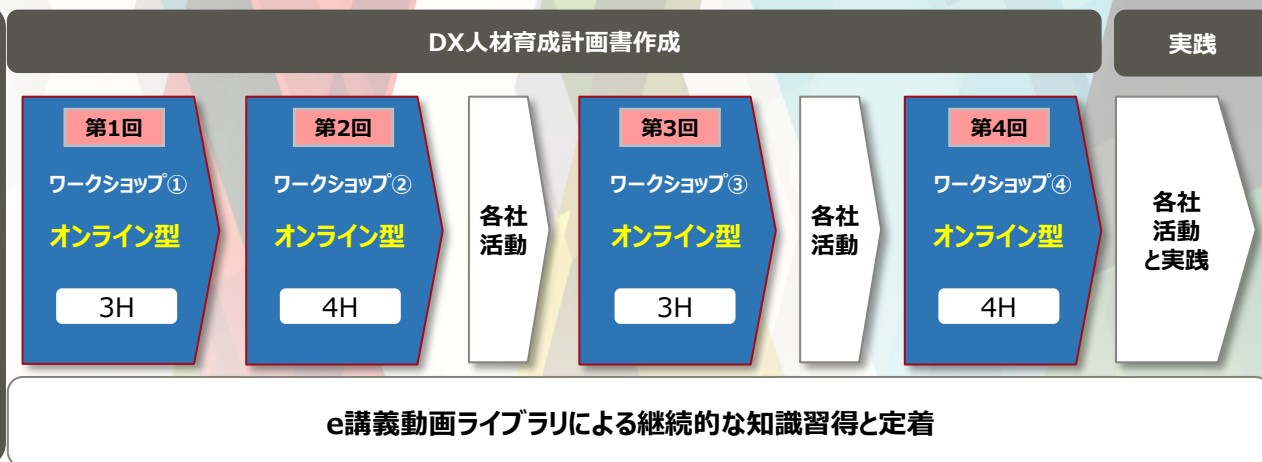 DX人材育成計画書作成
実践
第1回
ワークショップ①
オンライン型
3H
第2回
ワークショップ②
オンライン型
4H
各社
活動
第3回
ワークショップ③
オンライン型
3H
各社
活動
第4回
ワークショップ④
オンライン型
4H
各社
活動
と実践
e講義動画ライブラリによる継続的な知識習得と定着